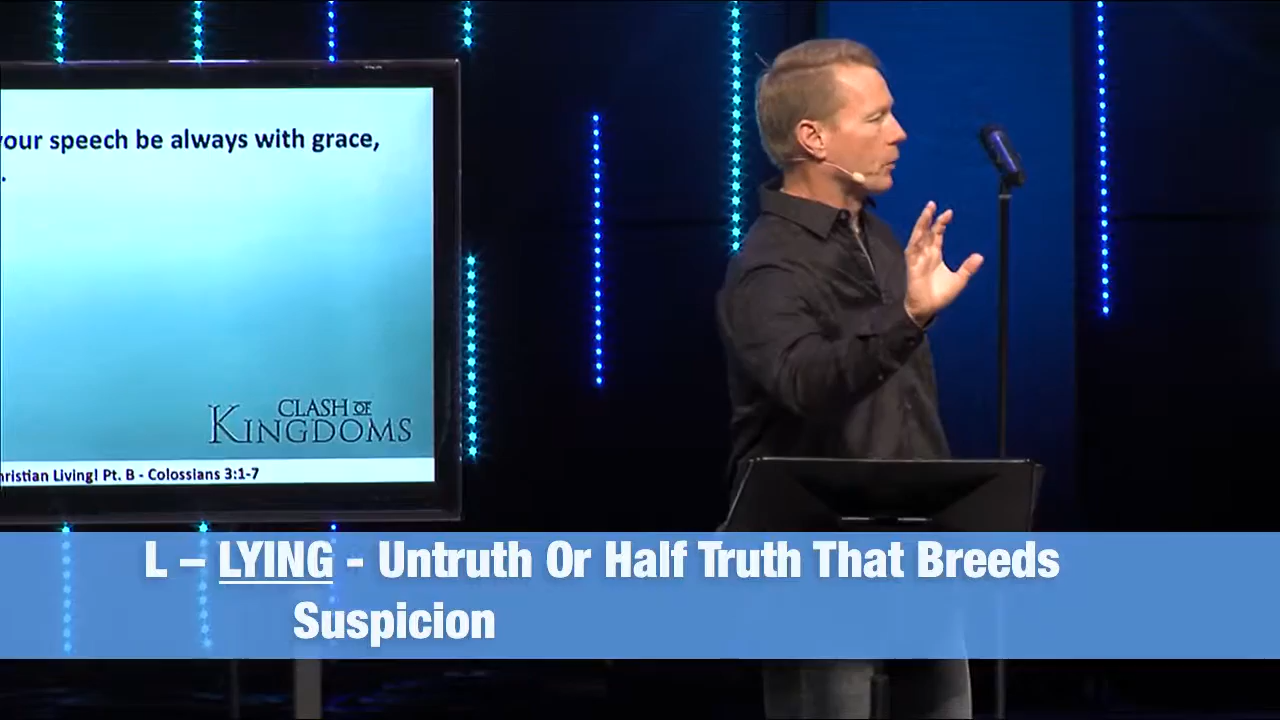 your speech be always with grace,
.
CLASH OF
KINGDOMS
hristian Living! Pt. B - Colossians 3:1-7
L – LYING - Untruth Or Half Truth That Breeds
Suspicion